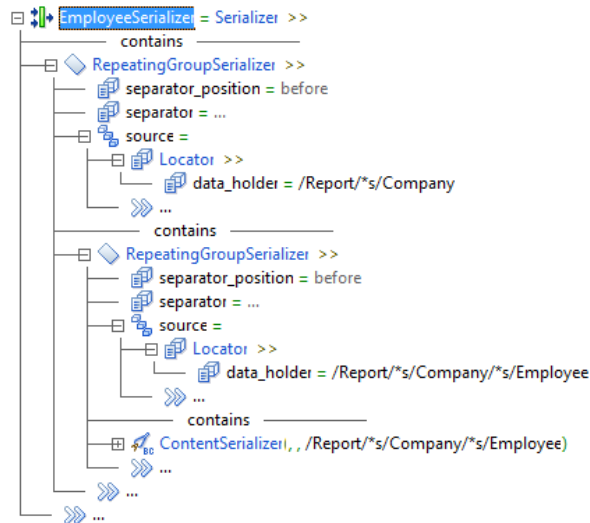 EmployeeSerializer = Serializer >>
contains
RepeatingGroupSerializer >>
separator_position = before
separator = ...
source =
Locator >>
data_holder = /Report/*s/Company
...
contains
RepeatingGroupSerializer >>
separator_position = before
separator = ...
source =
Locator >>
data_holder = /Report/*s/Company/*s/Employee
...
contains
BC ContentSerializer(, , /Report/*s/Company/*s/Employee)
...
...
...